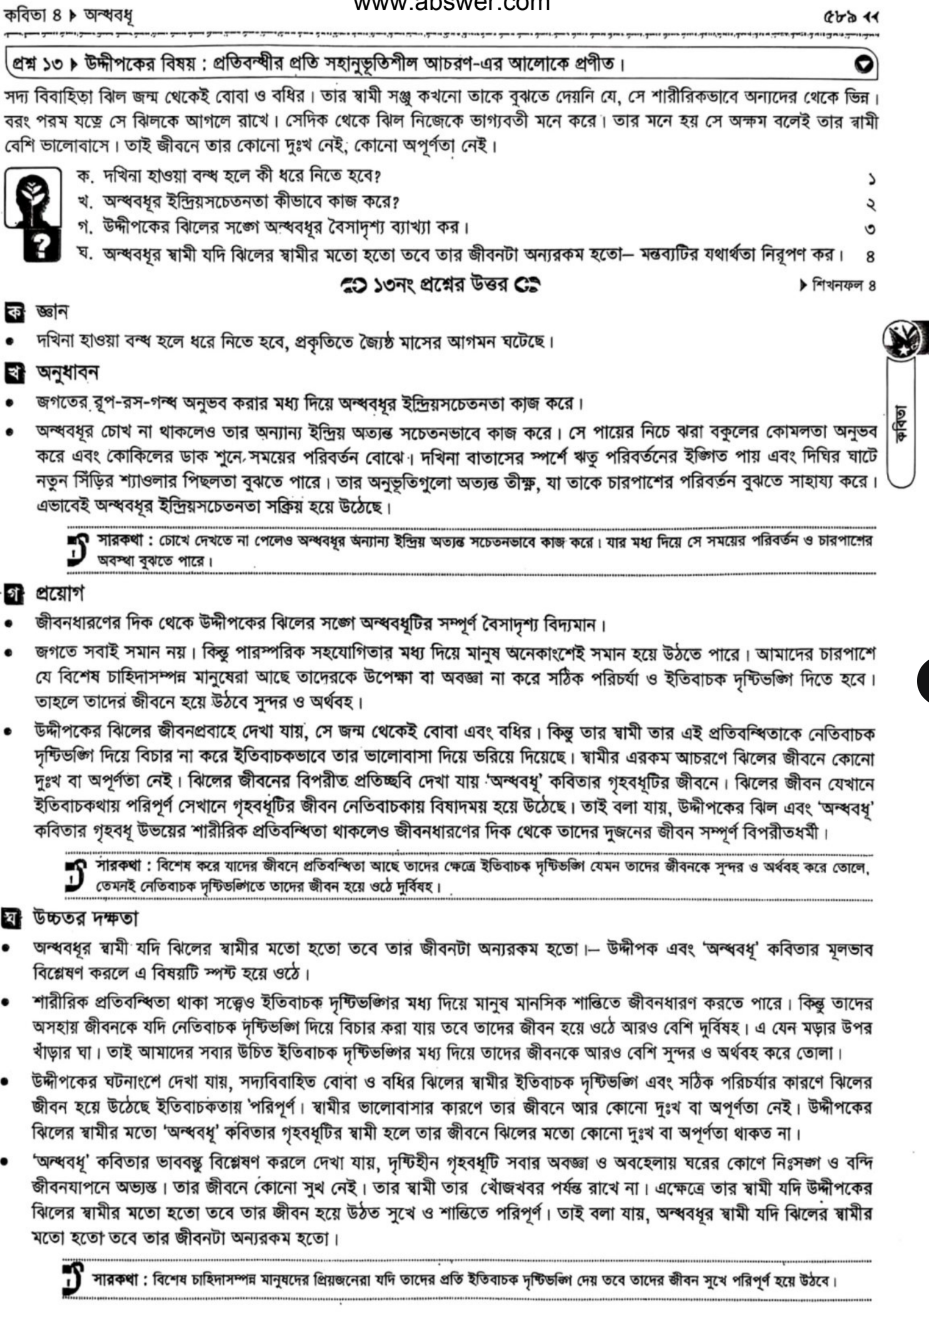 www.abswer.com
কবিতা ৪ ▶ অন্ধবধূ
৫৮৯ ◀◀
প্রশ্ন ১৩ ▶ উদ্দীপকের বিষয় : প্রতিবন্ধীর প্রতি সহানুভূতিশীল আচরণ-এর আলোকে প্রণীত।
সদ্য বিবাহিতা ঝিল জন্ম থেকেই বোবা ও বধির। তার স্বামী সঞ্জু কখনো তাকে বুঝতে দেয়নি যে, সে শারীরিকভাবে অন্যদের থেকে ভিন্ন।
বরং পরম যত্নে সে ঝিলকে আগলে রাখে। সেদিক থেকে ঝিল নিজেকে ভাগ্যবতী মনে করে। তার মনে হয় সে অক্ষম বলেই তার স্বামী
বেশি ভালোবাসে। তাই জীবনে তার কোনো দুঃখ নেই, কোনো অপূর্ণতা নেই।
ক. দখিনা হাওয়া বন্ধ হলে কী ধরে নিতে হবে? ১
খ. অন্ধবধূর ইন্দ্রিয়সচেতনতা কীভাবে কাজ করে? ২
গ. উদ্দীপকের ঝিলের সঙ্গে অন্ধবধূর বৈসাদৃশ্য ব্যাখ্যা কর। ৩
ঘ. অন্ধবধূর স্বামী যদি ঝিলের স্বামীর মতো হতো তবে তার জীবনটা অন্যরকম হতো– মন্তব্যটির যথার্থতা নিরূপণ কর। ৪
১৩নং প্রশ্নের উত্তর
▶ শিখনফল ৪
ক জ্ঞান
• দখিনা হাওয়া বন্ধ হলে ধরে নিতে হবে, প্রকৃতিতে জ্যৈষ্ঠ মাসের আগমন ঘটেছে।
খ অনুধাবন
• জগতের রূপ-রস-গন্ধ অনুভব করার মধ্য দিয়ে অন্ধবধূর ইন্দ্রিয়সচেতনতা কাজ করে।
• অন্ধবধূর চোখ না থাকলেও তার অন্যান্য ইন্দ্রিয় অত্যন্ত সচেতনভাবে কাজ করে। সে পায়ের নিচে ঝরা বকুলের কোমলতা অনুভব
করে এবং কোকিলের ডাক শুনে সময়ের পরিবর্তন বোঝে। দখিনা বাতাসের স্পর্শে ঋতু পরিবর্তনের ইঙ্গিত পায় এবং দিঘির ঘাটে
নতুন সিঁড়ির শ্যাওলার পিছলতা বুঝতে পারে। তার অনুভূতিগুলো অত্যন্ত তীক্ষ্ণ, যা তাকে চারপাশের পরিবর্তন বুঝতে সাহায্য করে।
এভাবেই অন্ধবধূর ইন্দ্রিয়সচেতনতা সক্রিয় হয়ে উঠেছে।
কবিতা
সারকথা : চোখে দেখতে না পেলেও অন্ধবধূর অন্যান্য ইন্দ্রিয় অত্যন্ত সচেতনভাবে কাজ করে। যার মধ্য দিয়ে সে সময়ের পরিবর্তন ও চারপাশের
অবস্থা বুঝতে পারে।
গ প্রয়োগ
• জীবনধারণের দিক থেকে উদ্দীপকের ঝিলের সঙ্গে অন্ধবধূটির সম্পূর্ণ বৈসাদৃশ্য বিদ্যমান।
• জগতে সবাই সমান নয়। কিন্তু পারস্পরিক সহযোগিতার মধ্য দিয়ে মানুষ অনেকাংশেই সমান হয়ে উঠতে পারে। আমাদের চারপাশে
যে বিশেষ চাহিদাসম্পন্ন মানুষেরা আছে তাদেরকে উপেক্ষা বা অবজ্ঞা না করে সঠিক পরিচর্যা ও ইতিবাচক দৃষ্টিভঙ্গি দিতে হবে।
তাহলে তাদের জীবনে হয়ে উঠবে সুন্দর ও অর্থবহ।
• উদ্দীপকের ঝিলের জীবনপ্রবাহে দেখা যায়, সে জন্ম থেকেই বোবা এবং বধির। কিন্তু তার স্বামী তার এই প্রতিবন্ধিতাকে নেতিবাচক
দৃষ্টিভঙ্গি দিয়ে বিচার না করে ইতিবাচকভাবে তার ভালোবাসা দিয়ে ভরিয়ে দিয়েছে। স্বামীর এরকম আচরণে ঝিলের জীবনে কোনো
দুঃখ বা অপূর্ণতা নেই। ঝিলের জীবনের বিপরীত প্রতিচ্ছবি দেখা যায় 'অন্ধবধূ' কবিতার গৃহবধূটির জীবনে। ঝিলের জীবন যেখানে
ইতিবাচকথায় পরিপূর্ণ সেখানে গৃহবধূটির জীবন নেতিবাচকায় বিষাদময় হয়ে উঠেছে। তাই বলা যায়, উদ্দীপকের ঝিল এবং 'অন্ধবধূ'
কবিতার গৃহবধূ উভয়ের শারীরিক প্রতিবন্ধিতা থাকলেও জীবনধারণের দিক থেকে তাদের দুজনের জীবন সম্পূর্ণ বিপরীতধর্মী।
সারকথা : বিশেষ করে যাদের জীবনে প্রতিবন্ধিতা আছে তাদের ক্ষেত্রে ইতিবাচক দৃষ্টিভঙ্গি যেমন তাদের জীবনকে সুন্দর ও অর্থবহ করে তোলে,
তেমনই নেতিবাচক দৃষ্টিভঙ্গিতে তাদের জীবন হয়ে ওঠে দুর্বিষহ।
ঘ উচ্চতর দক্ষতা
• অন্ধবধূর স্বামী যদি ঝিলের স্বামীর মতো হতো তবে তার জীবনটা অন্যরকম হতো।– উদ্দীপক এবং 'অন্ধবধূ' কবিতার মূলভাব
বিশ্লেষণ করলে এ বিষয়টি স্পষ্ট হয়ে ওঠে।
• শারীরিক প্রতিবন্ধিতা থাকা সত্ত্বেও ইতিবাচক দৃষ্টিভঙ্গির মধ্য দিয়ে মানুষ মানসিক শান্তিতে জীবনধারণ করতে পারে। কিন্তু তাদের
অসহায় জীবনকে যদি নেতিবাচক দৃষ্টিভঙ্গি দিয়ে বিচার করা যায় তবে তাদের জীবন হয়ে ওঠে আরও বেশি দুর্বিষহ। এ যেন মড়ার উপর
খাঁড়ার ঘা। তাই আমাদের সবার উচিত ইতিবাচক দৃষ্টিভঙ্গির মধ্য দিয়ে তাদের জীবনকে আরও বেশি সুন্দর ও অর্থবহ করে তোলা।
• উদ্দীপকের ঘটনাংশে দেখা যায়, সদ্যবিবাহিত বোবা ও বধির ঝিলের স্বামীর ইতিবাচক দৃষ্টিভঙ্গি এবং সঠিক পরিচর্যার কারণে ঝিলের
জীবন হয়ে উঠেছে ইতিবাচকতায় পরিপূর্ণ। স্বামীর ভালোবাসার কারণে তার জীবনে আর কোনো দুঃখ বা অপূর্ণতা নেই। উদ্দীপকের
ঝিলের স্বামীর মতো 'অন্ধবধূ' কবিতার গৃহবধূটির স্বামী হলে তার জীবনে ঝিলের মতো কোনো দুঃখ বা অপূর্ণতা থাকত না।
• 'অন্ধবধূ' কবিতার ভাববস্তু বিশ্লেষণ করলে দেখা যায়, দৃষ্টিহীন গৃহবধূটি সবার অবজ্ঞা ও অবহেলায় ঘরের কোণে নিঃসঙ্গ ও বন্দি
জীবনযাপনে অভ্যস্ত। তার জীবনে কোনো সুখ নেই। তার স্বামী তার খোঁজখবর পর্যন্ত রাখে না। এক্ষেত্রে তার স্বামী যদি উদ্দীপকের
ঝিলের স্বামীর মতো হতো তবে তার জীবন হয়ে উঠত সুখে ও শান্তিতে পরিপূর্ণ। তাই বলা যায়, অন্ধবধূর স্বামী যদি ঝিলের স্বামীর
মতো হতো তবে তার জীবনটা অন্যরকম হতো।
সারকথা : বিশেষ চাহিদাসম্পন্ন মানুষদের প্রিয়জনেরা যদি তাদের প্রতি ইতিবাচক দৃষ্টিভঙ্গি দেয় তবে তাদের জীবন সুখে পরিপূর্ণ হয়ে উঠবে।